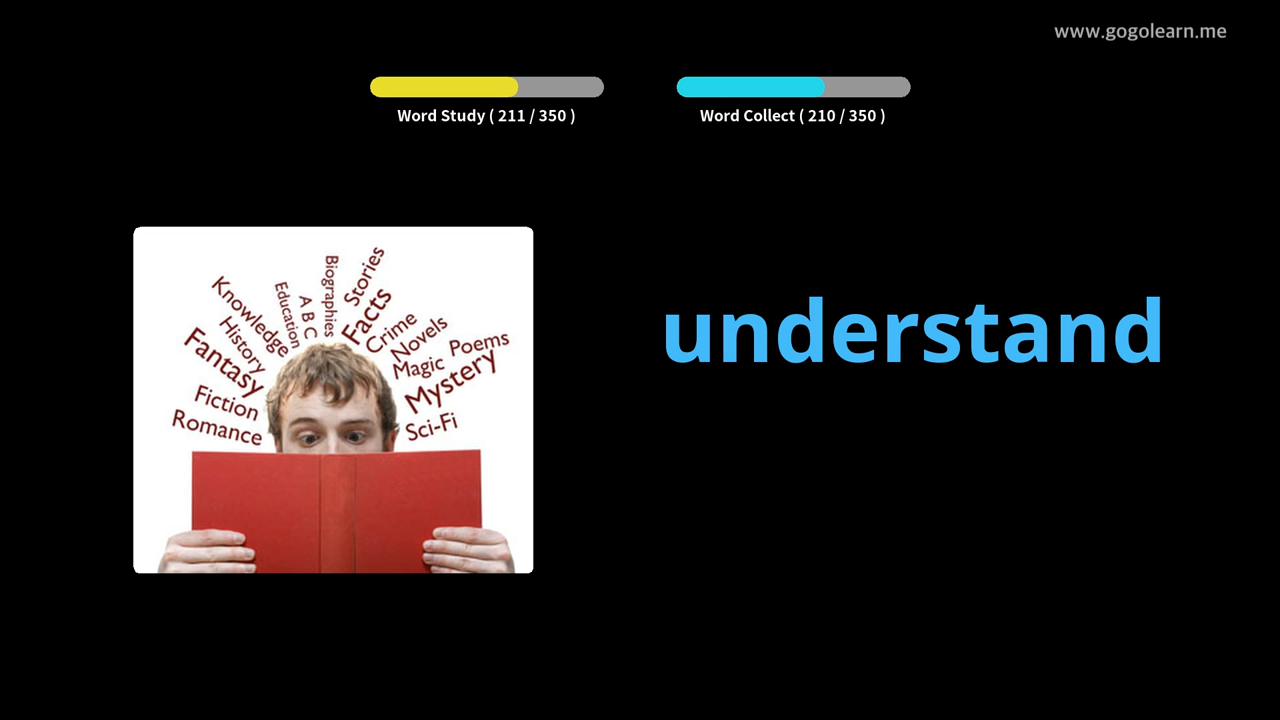 www.gogolearn.me
Word Study ( 211 / 350 )
Word Collect ( 210 / 350 )
Romance
Fiction
Fantasy
History
Knowledge
Education
A B C
Biographies
Stories
Facts
Crime
Novels
Magic
Poems
Mystery
Sci-Fi
understand